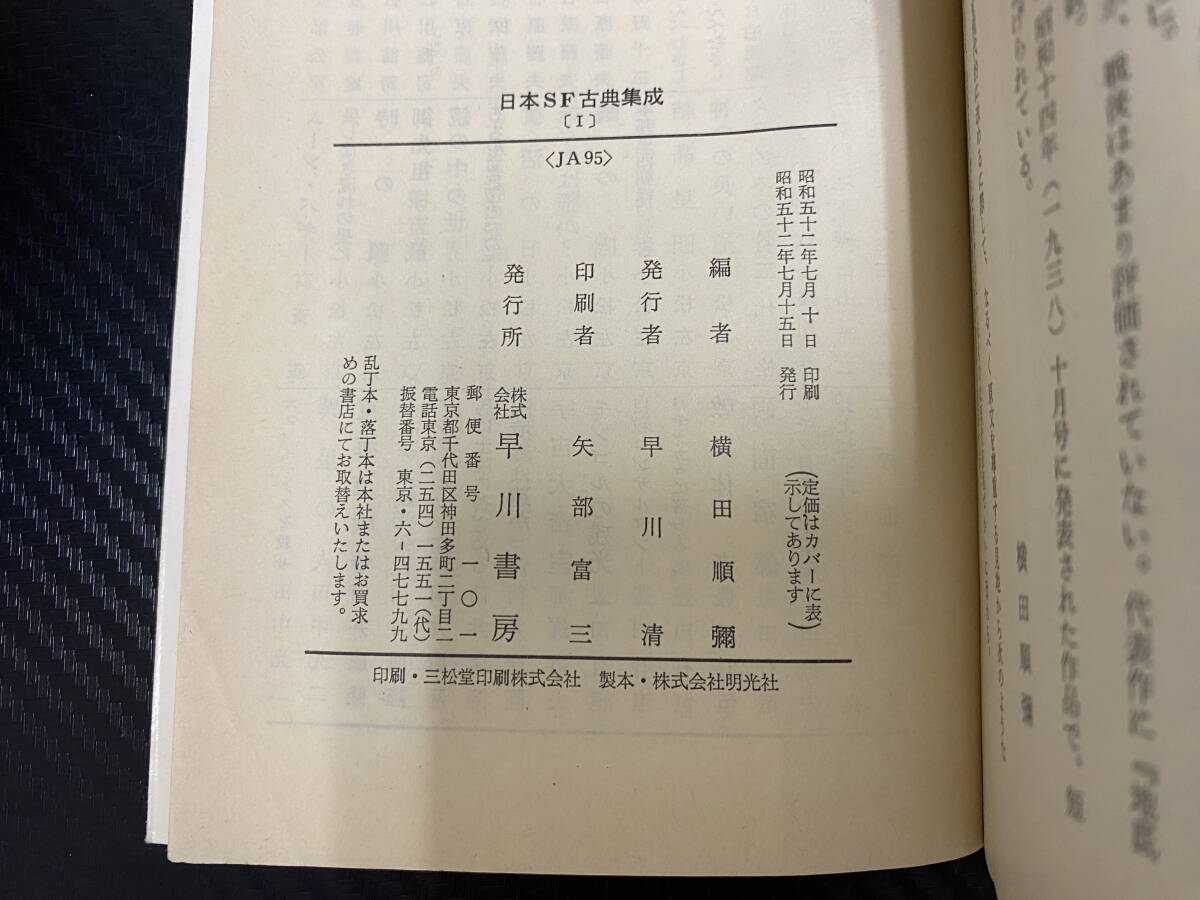 日本SF古典集成
〔I〕
〈JA95〉
昭和五十二年七月十日 印刷
昭和五十二年七月十五日 発行
(定価はカバーに表
示してあります)
編者 横田順彌
発行者 早川清
印刷者 矢部富三
発行所 株式会社 早川書房
郵便番号 一〇一
東京都千代田区神田多町二丁目二
電話東京(二五四)一五五一(代)
振替番号 東京・六-四七七九九
乱丁本・落丁本は本社またはお買求
めの書店にてお取替えいたします。
印刷・三松堂印刷株式会社 製本・株式会社明光社
戦後はあまり評価されていない。代表作に『地底
昭和十四年(一九三八)十月号に発表された作品で、短
げられている。
横田順彌